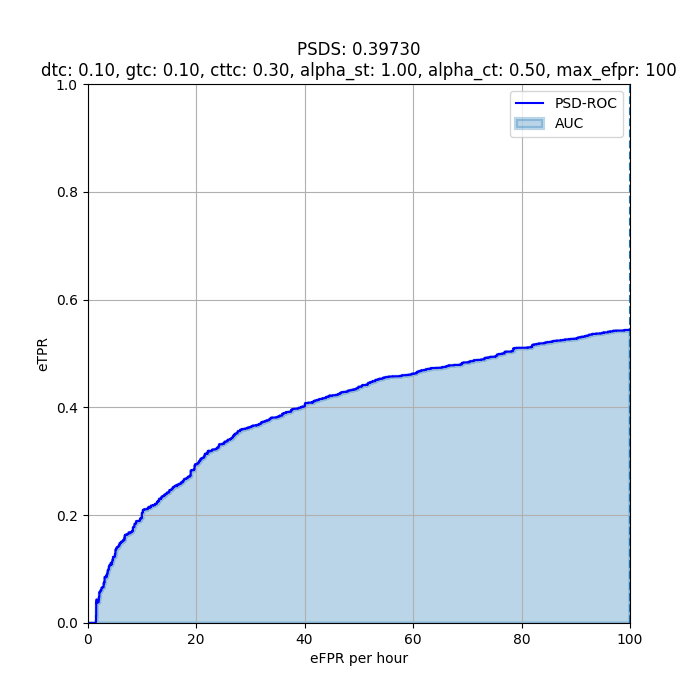 PSDS: 0.39730
dtc: 0.10, gtc: 0.10, cttc: 0.30, alpha_st: 1.00, alpha_ct: 0.50, max_efpr: 100
1.0
PSD-ROC
AUC
0.8
0.6
eTPR
0.4
0.2
0.0
0 20 40 60 80 100
eFPR per hour